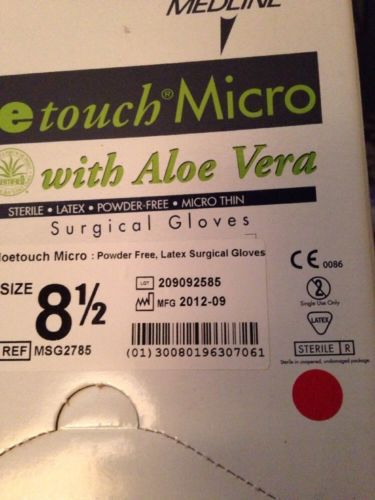 MEDLINE
etouch® Micro
with Aloe Vera
STERILE • LATEX • POWDER-FREE • MICRO THIN
Surgical Gloves
loetouch Micro : Powder Free, Latex Surgical Gloves
SIZE 8½
LOT 209092585
MFG 2012-09
REF MSG2785
(01)30080196307061
CE 0086
2
Single Use Only
LATEX
STERILE R
Sterile in unopened, undamaged package.